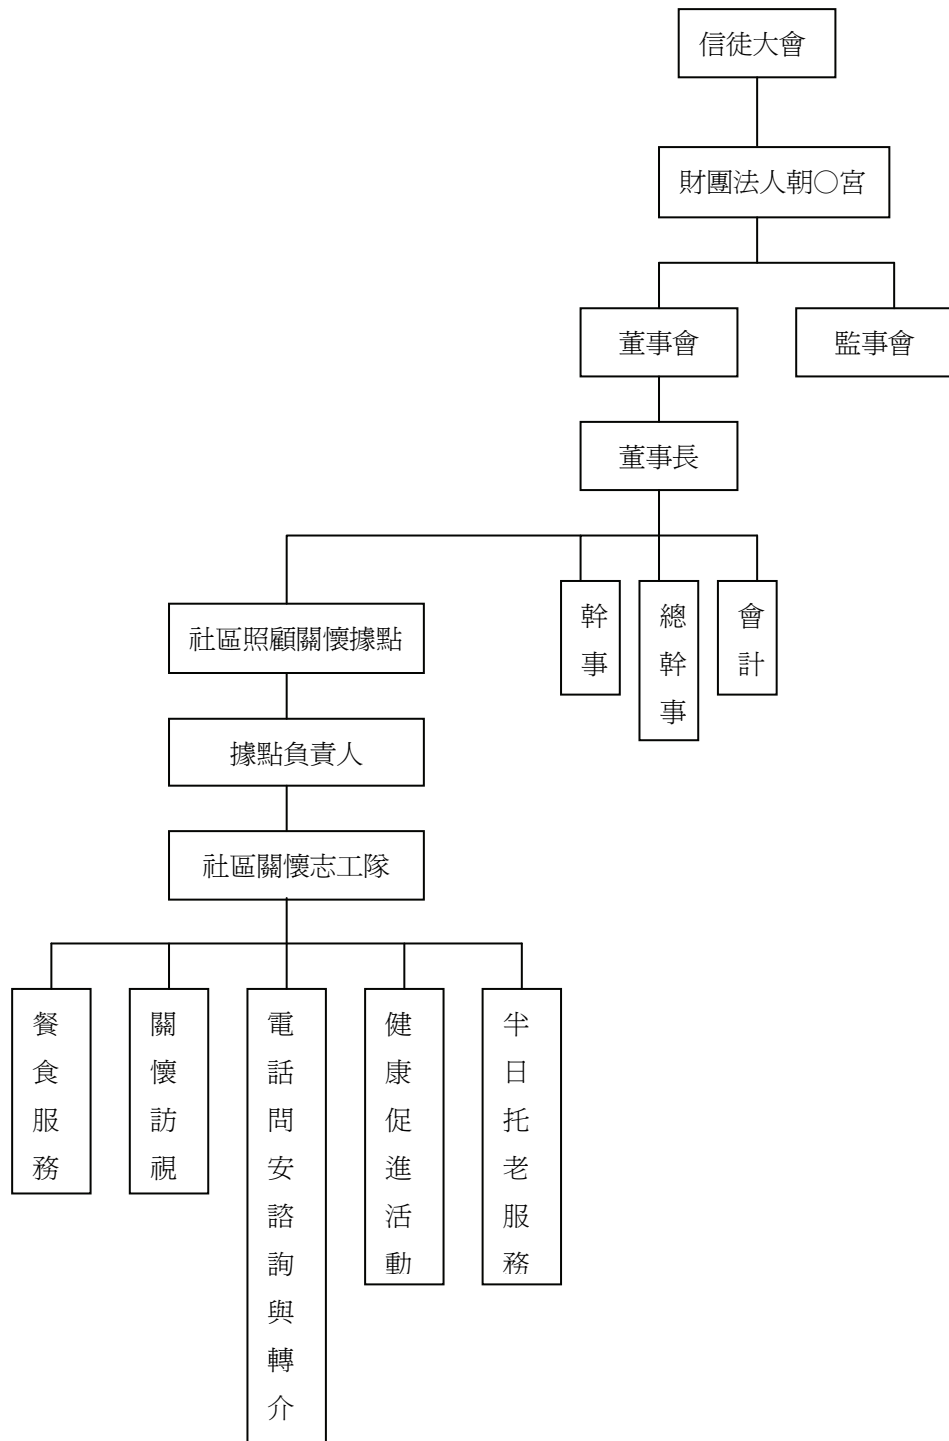 信徒大會
財團法人朝○宮
董事會
監事會
董事長
幹事
總幹事
會計
社區照顧關懷據點
據點負責人
社區關懷志工隊
餐食服務
關懷訪視
電話問安諮詢與轉介
健康促進活動
半日托老服務